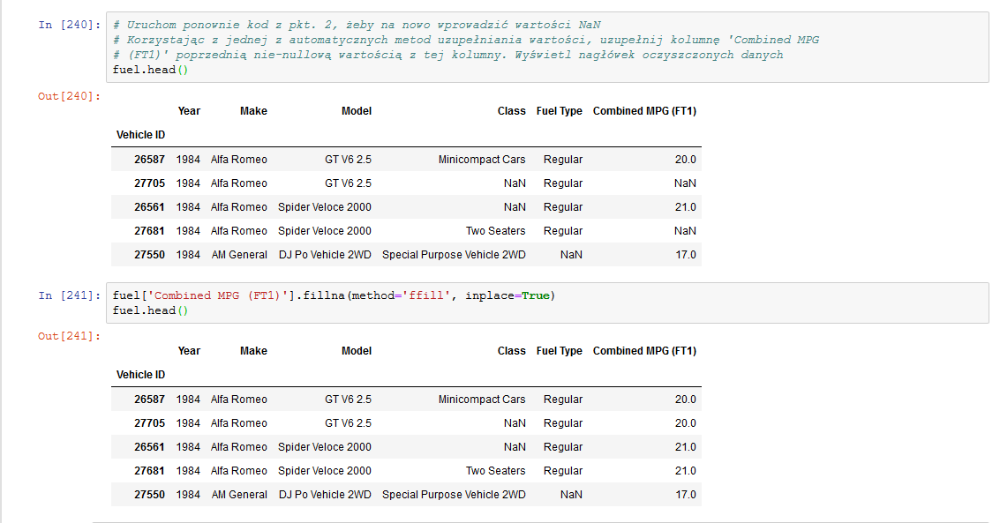 In [240]: # Uruchom ponownie kod z pkt. 2, żeby na nowo wprowadzić wartości NaN
# Korzystając z jednej z automatycznych metod uzupełniania wartości, uzupełnij kolumnę 'Combined MPG
# (FT1)' poprzednią nie-nullową wartością z tej kolumny. Wyświetl nagłówek oczyszczonych danych
fuel.head()
Out[240]:
Year Make Model Class Fuel Type Combined MPG (FT1)
Vehicle ID
26587 1984 Alfa Romeo GT V6 2.5 Minicompact Cars Regular 20.0
27705 1984 Alfa Romeo GT V6 2.5 NaN Regular NaN
26561 1984 Alfa Romeo Spider Veloce 2000 NaN Regular 21.0
27681 1984 Alfa Romeo Spider Veloce 2000 Two Seaters Regular NaN
27550 1984 AM General DJ Po Vehicle 2WD Special Purpose Vehicle 2WD NaN 17.0
In [241]: fuel['Combined MPG (FT1)'].fillna(method='ffill', inplace=True)
fuel.head()
Out[241]:
Year Make Model Class Fuel Type Combined MPG (FT1)
Vehicle ID
26587 1984 Alfa Romeo GT V6 2.5 Minicompact Cars Regular 20.0
27705 1984 Alfa Romeo GT V6 2.5 NaN Regular 20.0
26561 1984 Alfa Romeo Spider Veloce 2000 NaN Regular 21.0
27681 1984 Alfa Romeo Spider Veloce 2000 Two Seaters Regular 21.0
27550 1984 AM General DJ Po Vehicle 2WD Special Purpose Vehicle 2WD NaN 17.0